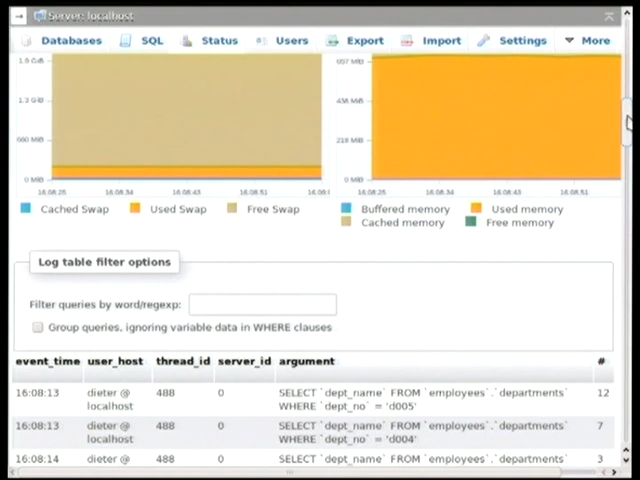 Server: localhost
Databases SQL Status Users Export Import Settings More
1.3 GiB
660 MiB
0 MiB
16:08:25 16:08:34 16:08:43 16:08:51
Cached Swap Used Swap Free Swap
657 MiB
438 MiB
219 MiB
0 MiB
16:08:25 16:08:34 16:08:43 16:08:51
Buffered memory Used memory
Cached memory Free memory
Log table filter options
Filter queries by word/regexp:
Group queries, ignoring variable data in WHERE clauses
event_time user_host thread_id server_id argument #
16:08:13 dieter @ localhost 488 0 SELECT `dept_name` FROM `employees`.`departments` 12
WHERE `dept_no` = 'd005'
16:08:13 dieter @ localhost 488 0 SELECT `dept_name` FROM `employees`.`departments` 7
WHERE `dept_no` = 'd004'
16:08:14 dieter @ 488 0 SELECT `dept_name` FROM `employees`.`departments` 3